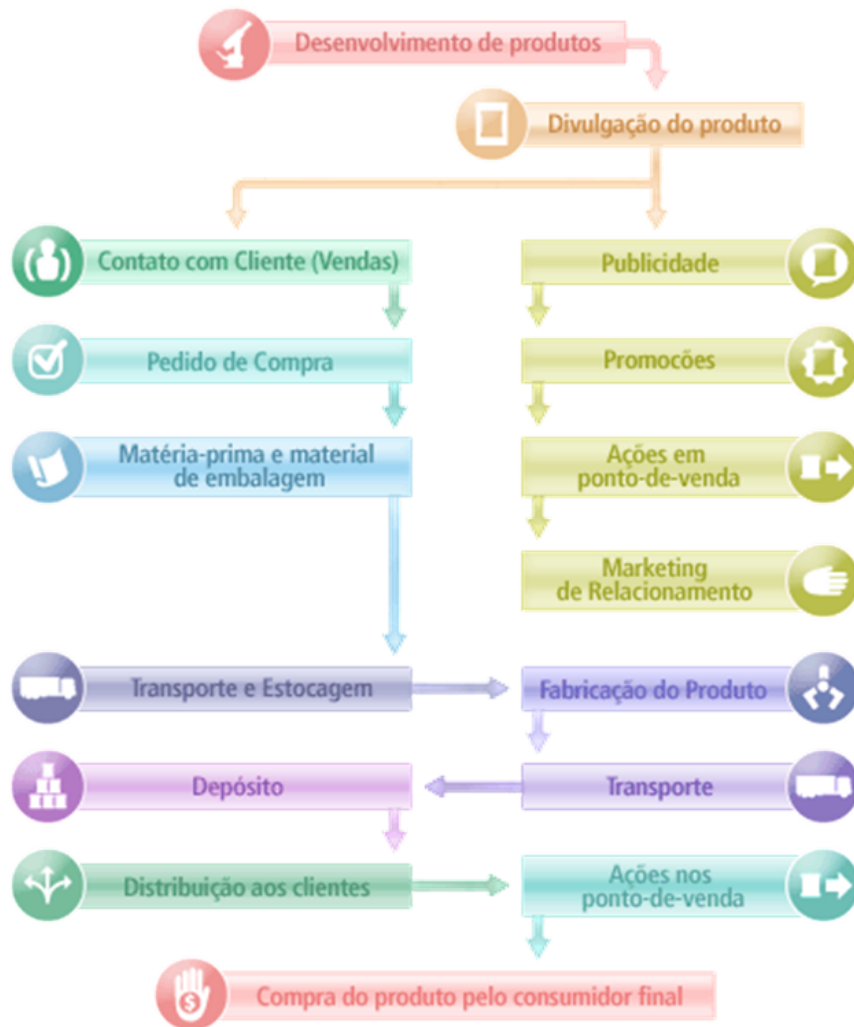 Desenvolvimento de produtos
Divulgação do produto
Contato com Cliente (Vendas)
Publicidade
Pedido de Compra
Promocões
Matéria-prima e material
de embalagem
Ações em
ponto-de-venda
Marketing
de Relacionamento
Transporte e Estocagem
Fabricação do Produto
Depósito
Transporte
Distribuição aos clientes
Ações nos
ponto-de-venda
$
Compra do produto pelo consumidor final